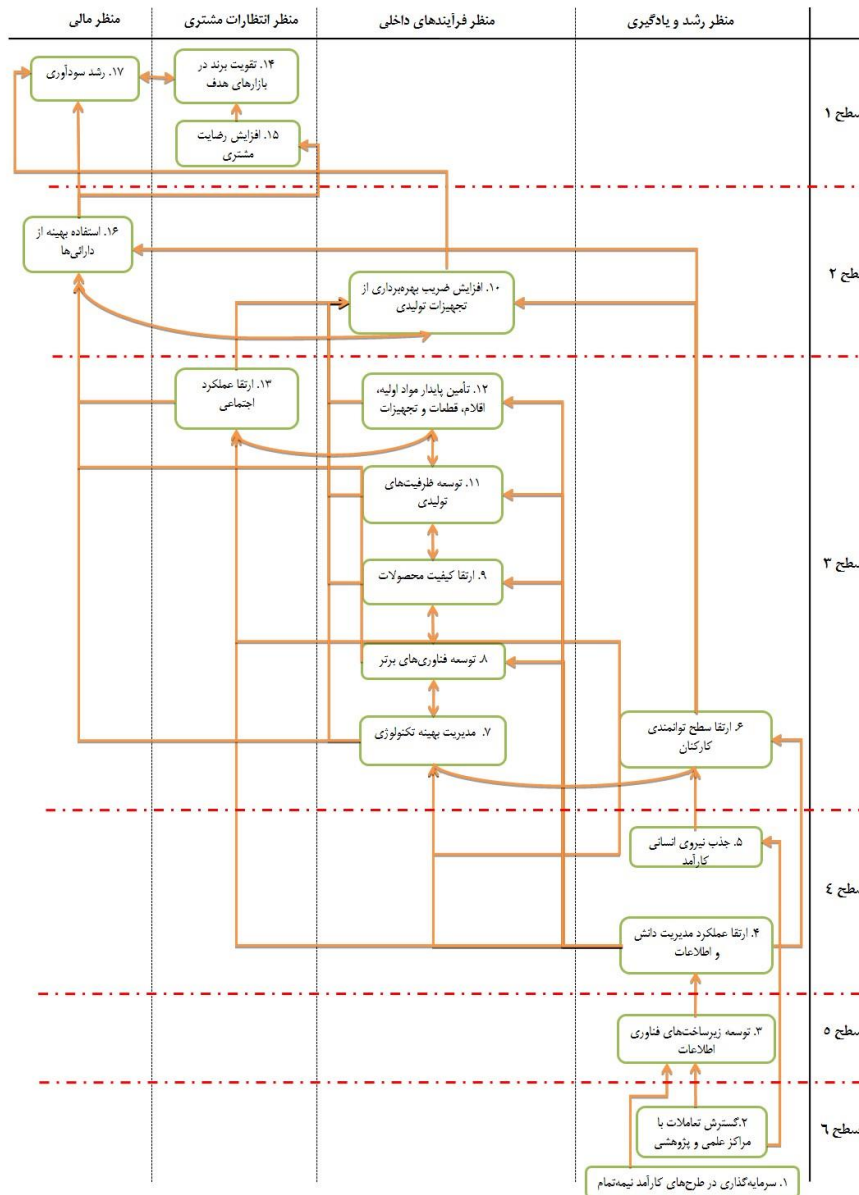 منظر رشد و یادگیری
منظر فرآیندهای داخلی
منظر انتظارات مشتری
منظر مالی
سطح ۱
۱۴. تقویت برند در
بازارهای هدف
۱۷. رشد سودآوری
۱۵. افزایش رضایت
مشتری
سطح ۲
۱۶. استفاده بهینه از
دارائی‌ها
۱۰. افزایش ضریب بهره‌برداری از
تجهیزات تولیدی
سطح ۳
۱۲. تأمین پایدار مواد اولیه،
اقلام، قطعات و تجهیزات
۱۳. ارتقا عملکرد
اجتماعی
۱۱. توسعه ظرفیت‌های
تولیدی
۹. ارتقا کیفیت محصولات
۸. توسعه فناوری‌های برتر
۶. ارتقا سطح توانمندی
کارکنان
۷. مدیریت بهینه تکنولوژی
سطح ٤
۵. جذب نیروی انسانی
کارآمد
۴. ارتقا عملکرد مدیریت دانش
و اطلاعات
سطح ٥
۳. توسعه زیرساخت‌های فناوری
اطلاعات
سطح ٦
۲.گسترش تعاملات با
مراکز علمی و پژوهشی
۱. سرمایه‌گذاری در طرح‌های کارآمد نیمه‌تمام